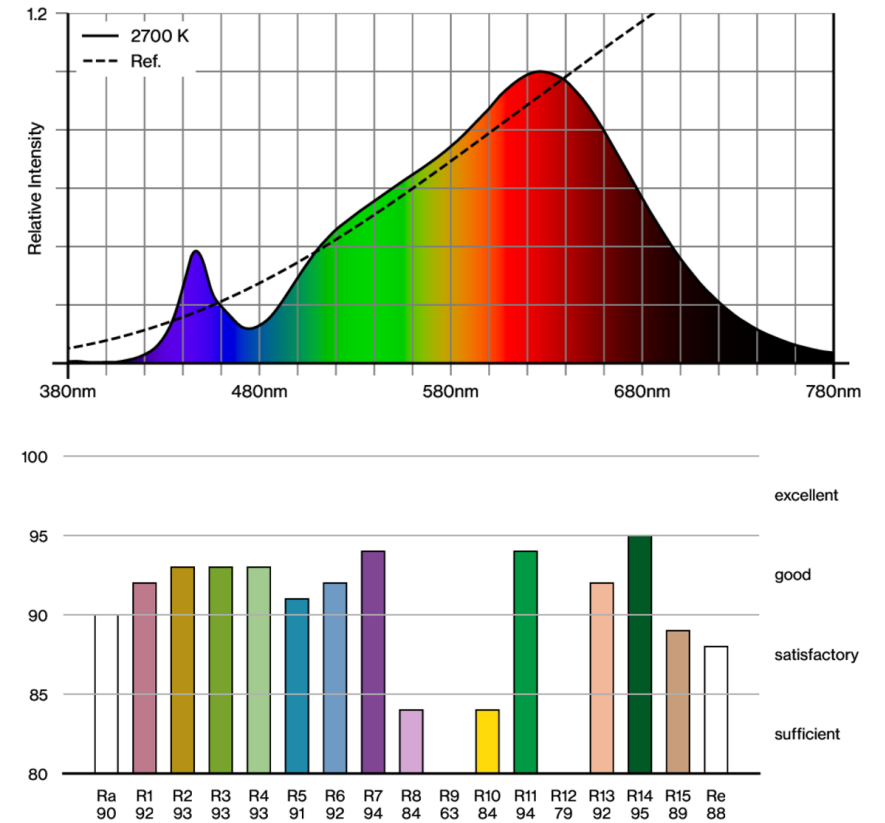 1.2
2700 K
Ref.
Relative Intensity
380nm 480nm 580nm 680nm 780nm
100
excellent
95
good
90
satisfactory
85
sufficient
80
Ra R1 R2 R3 R4 R5 R6 R7 R8 R9 R10 R11 R12 R13 R14 R15 Re
90 92 93 93 93 91 92 94 84 63 84 94 79 92 95 89 88